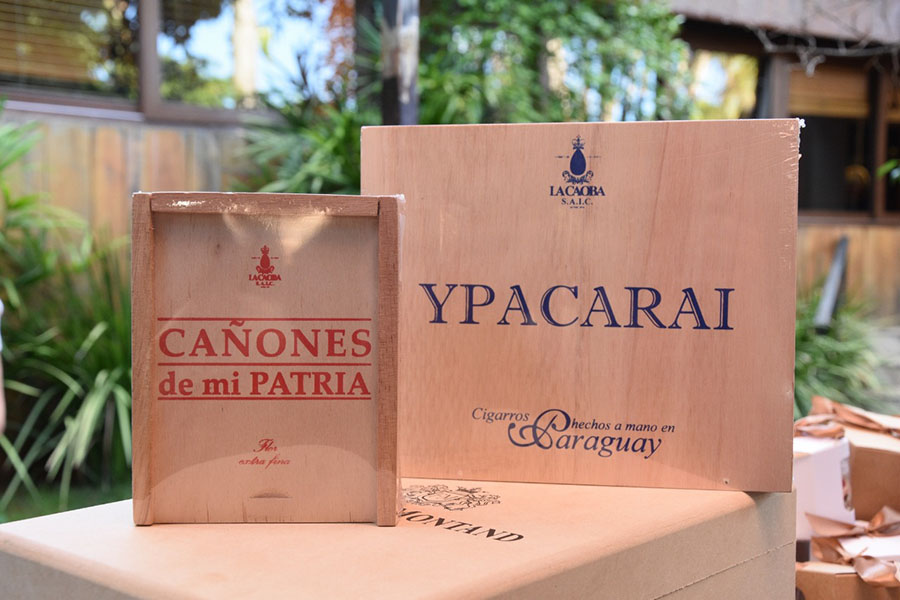 LA CAOBA
S.A.I.C.
CAÑONES
de mi PATRIA
Flor
extra fina
LA CAOBA
S.A.I.C.
YPACARAI
Cigarros hechos a mano en
Paraguay
MONTAND